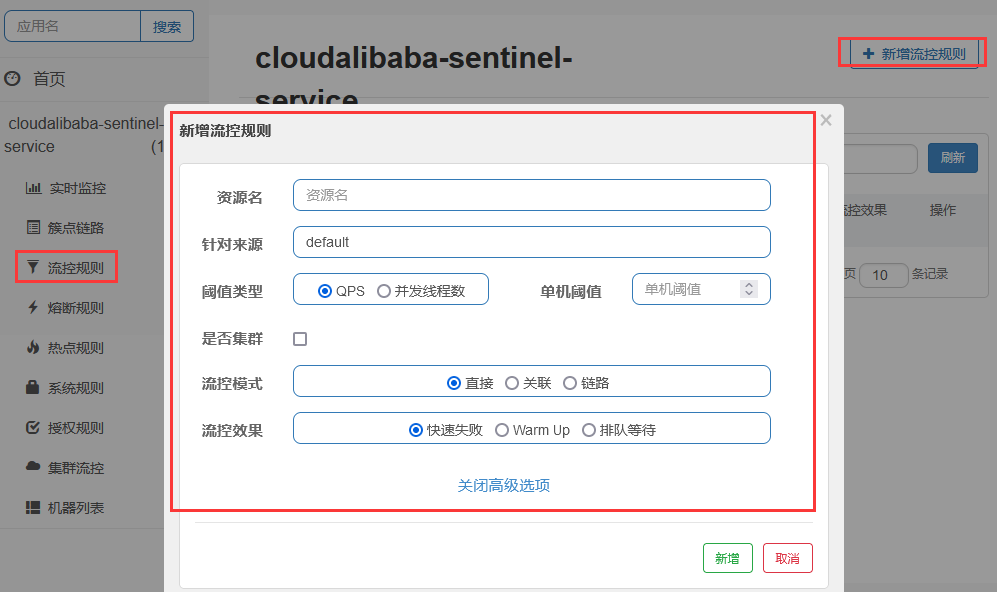 应用名
搜索
首页
cloudalibaba-sentinel-
service
(1
实时监控
簇点链路
流控规则
熔断规则
热点规则
系统规则
授权规则
集群流控
机器列表
cloudalibaba-sentinel-
service
新增流控规则
刷新
流控效果
操作
页
10
条记录
新增流控规则
×
资源名
资源名
针对来源
default
阈值类型
QPS
并发线程数
单机阈值
单机阈值
是否集群
流控模式
直接
关联
链路
流控效果
快速失败
Warm Up
排队等待
关闭高级选项
新增
取消